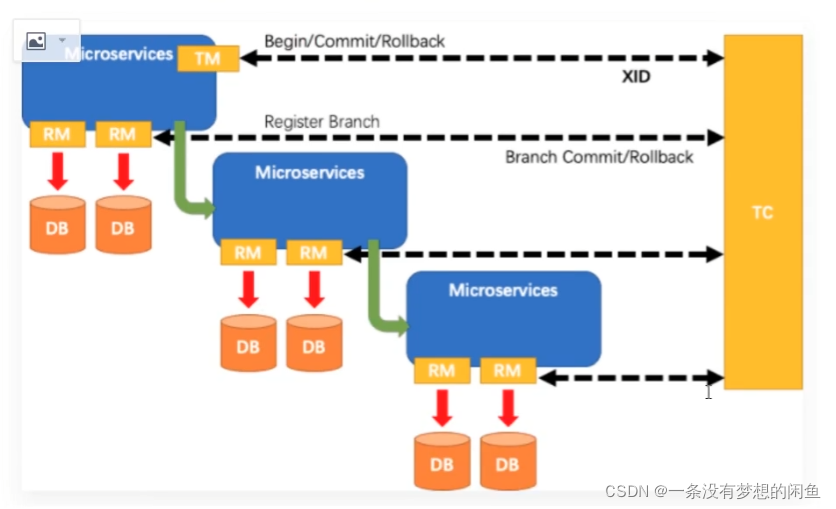 Begin/Commit/Rollback
Microservices
TM
XID
RM
RM
Register Branch
Branch Commit/Rollback
Microservices
DB
DB
TC
RM
RM
Microservices
DB
DB
RM
RM
DB
DB
CSDN @一条没有梦想的闲鱼